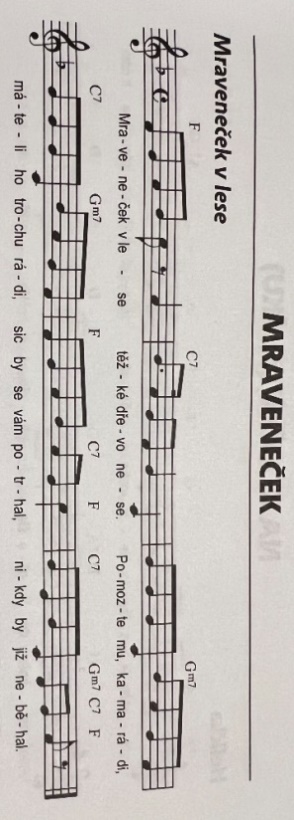 MRAVENEČEK
Mraveneček v lese
F C7 Gm7
Mra - ve - ne - ček v le - se těž - ké dře - vo ne - se. Po - moz - te mu, ka - ma - rá - di,
C7 Gm7 F C7 F C7 Gm7 C7 F
má - te - li ho tro - chu rá - di, sic by se vám po - tr - hal, ni - kdy by již ne - bě - hal.